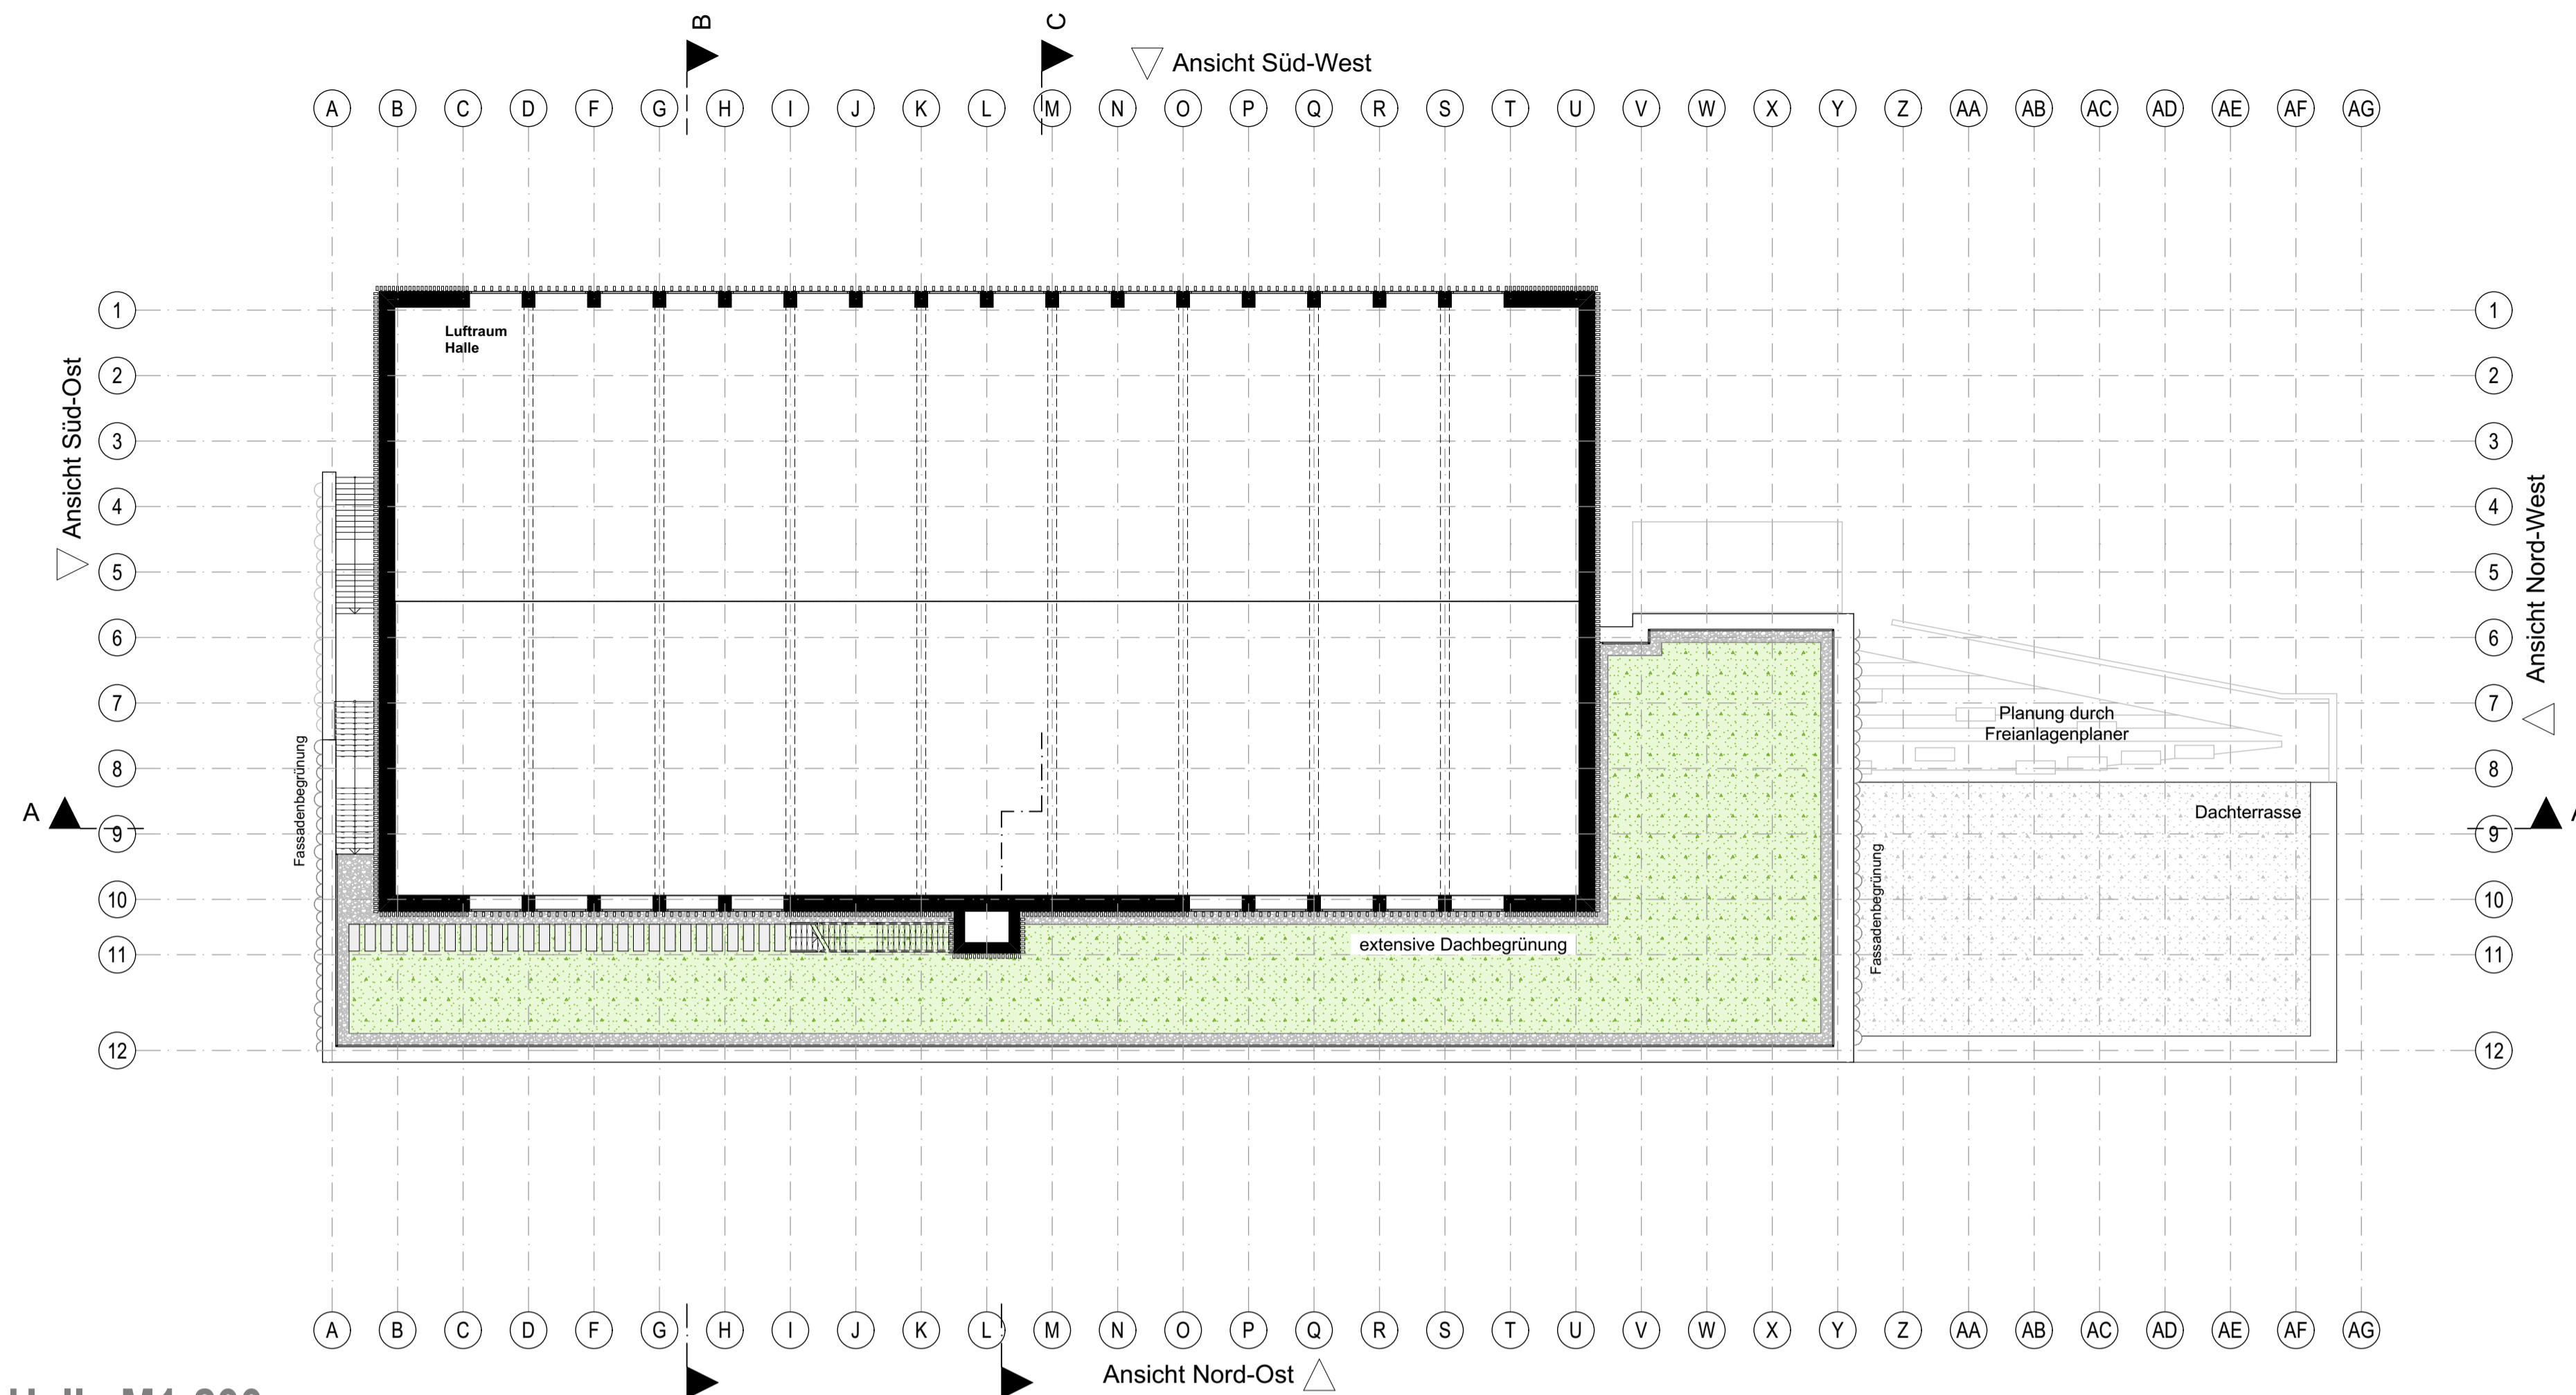 B
C
Ansicht Süd-West
A B C D F G H I J K L M N O P Q R S T U V W X Y Z AA AB AC AD AE AF AG
1 1
Luftraum
Halle
2 2
Ansicht Süd-Ost
3 3
4 4
Ansicht Nord-West
5 5
6 6
7 7
Planung durch
Freianlagenplaner
8 8
Fassadenbegrünung
A
Dachterrasse
9 9
10 10
Fassadenbegrünung
extensive Dachbegrünung
11 11
12 12
A B C D F G H I J K L M N O P Q R S T U V W X Y Z AA AB AC AD AE AF AG
Ansicht Nord-Ost